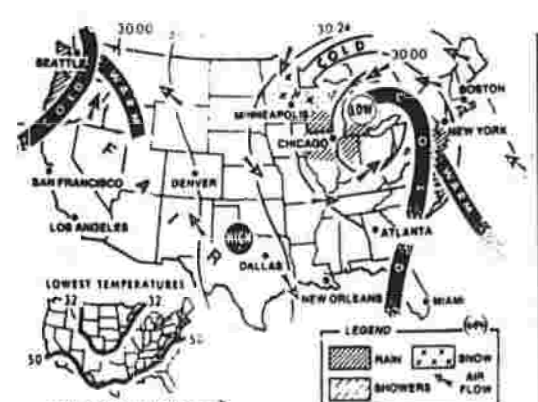 30.00
30.24
COLD
30.00
SEATTLE
COLD
WARM
BOSTON
MINNEAPOLIS
LOW
NEW YORK
CHICAGO
COLD
F
SAN FRANCISCO
A
DENVER
I
WARM
LOS ANGELES
R
HIGH
DALLAS
ATLANTA
COLD
NEW ORLEANS
MIAMI
LOWEST TEMPERATURES
32
32
50
50
LEGEND
RAIN
SNOW
SHOWERS
AIR
FLOW